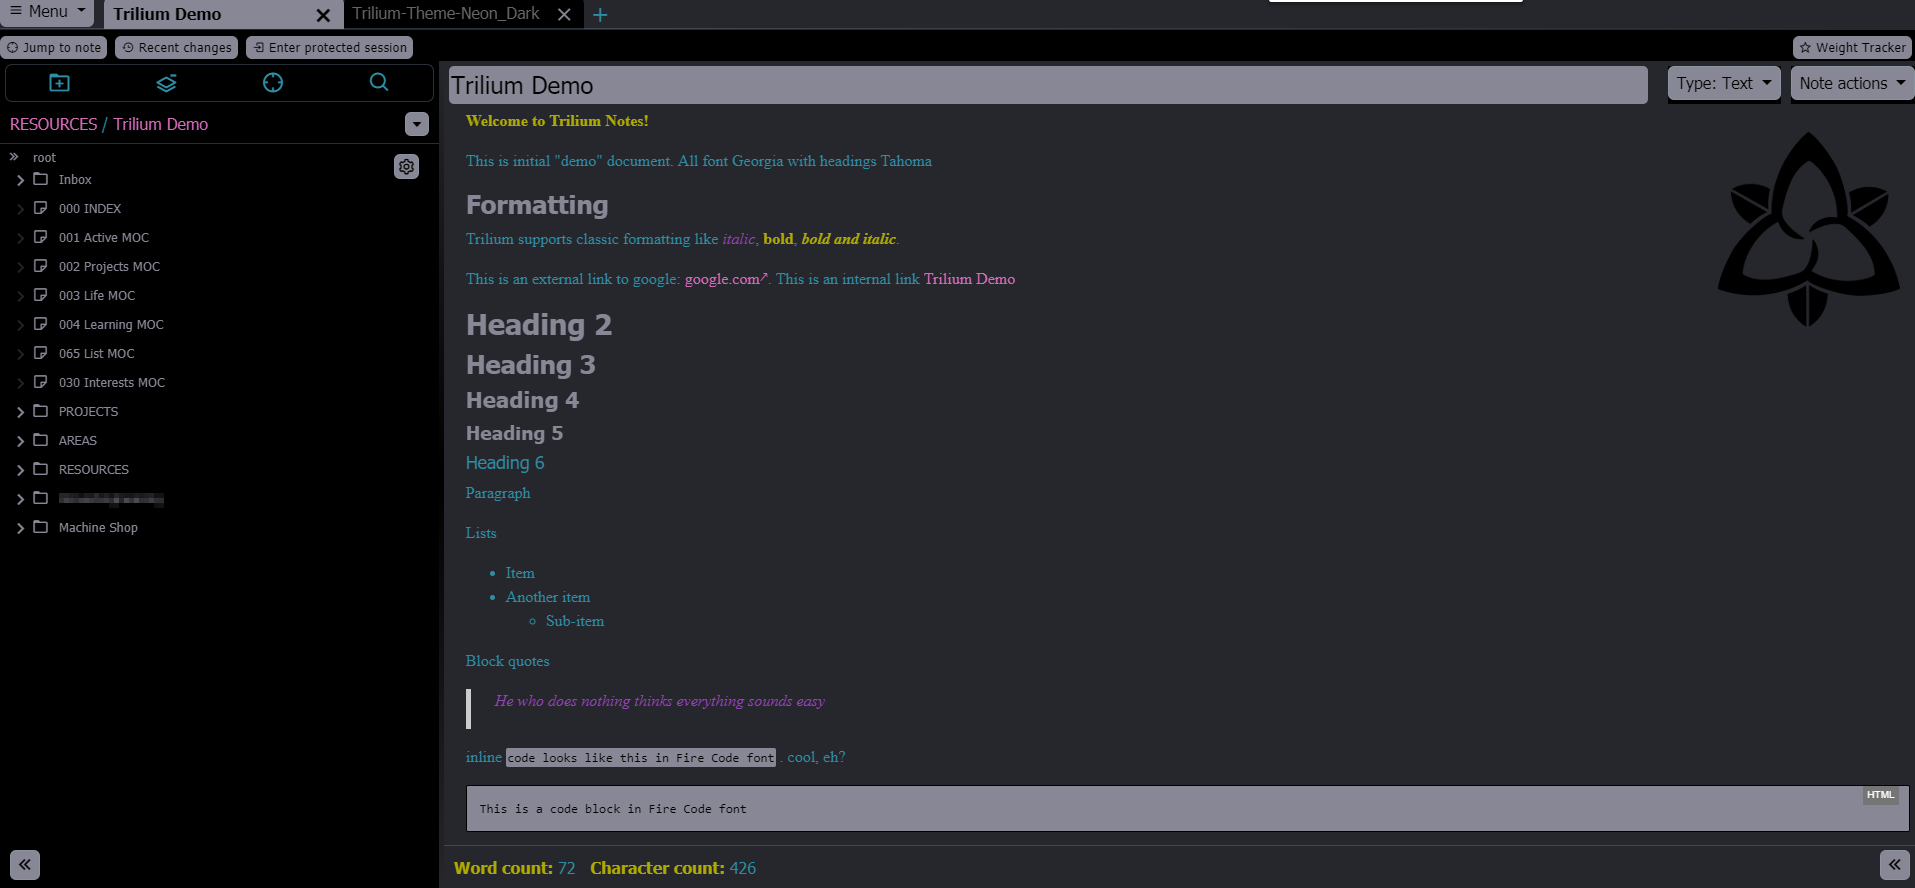 Menu
Trilium Demo
Trilium-Theme-Neon_Dark
Jump to note
Recent changes
Enter protected session
Weight Tracker
RESOURCES / Trilium Demo
root
Inbox
000 INDEX
001 Active MOC
002 Projects MOC
003 Life MOC
004 Learning MOC
065 List MOC
030 Interests MOC
PROJECTS
AREAS
RESOURCES
Machine Shop
Trilium Demo
Type: Text
Note actions
Welcome to Trilium Notes!
This is initial "demo" document. All font Georgia with headings Tahoma
Formatting
Trilium supports classic formatting like italic, bold, bold and italic.
This is an external link to google: google.com. This is an internal link Trilium Demo
Heading 2
Heading 3
Heading 4
Heading 5
Heading 6
Paragraph
Lists
Item
Another item
Sub-item
Block quotes
He who does nothing thinks everything sounds easy
inline code looks like this in Fire Code font . cool, eh?
HTML
This is a code block in Fire Code font
Word count: 72 Character count: 426